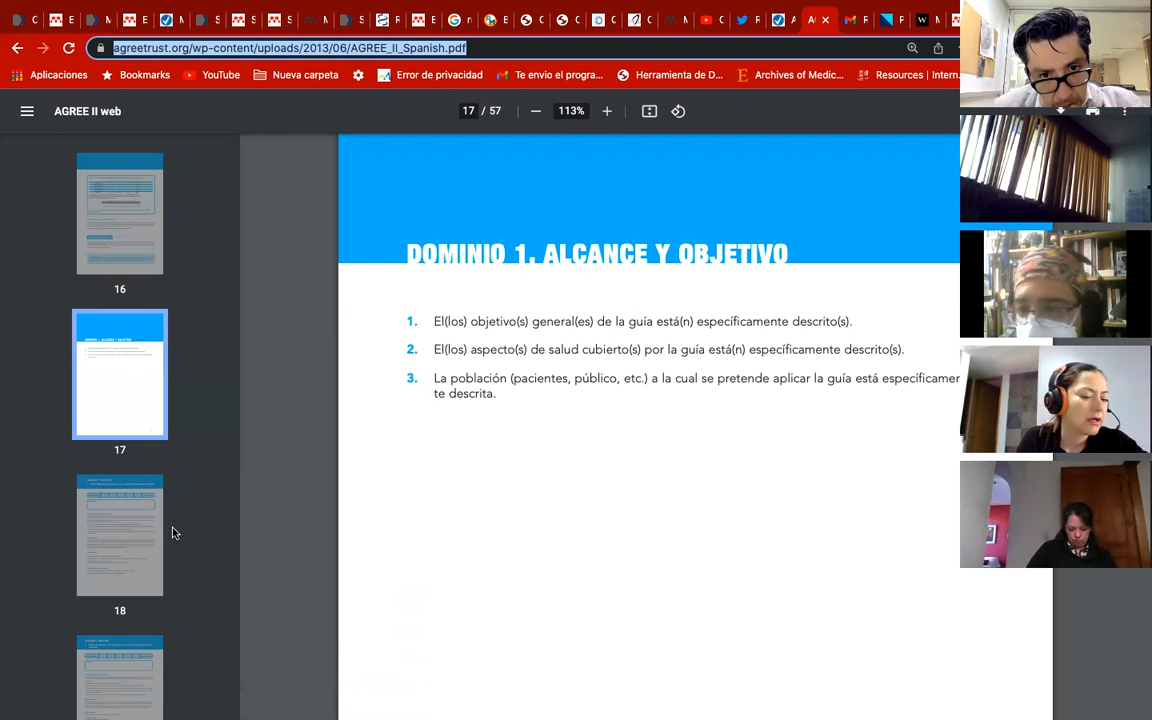 agreetrust.org/wp-content/uploads/2013/06/AGREE_II_Spanish.pdf
Aplicaciones
Bookmarks
YouTube
Nueva carpeta
Error de privacidad
Te envio el progra...
Herramienta de D...
Archives of Medic...
Resources | Intern...
AGREE II web
17 / 57
113%
16
17
18
DOMINIO 1. ALCANCE Y OBJETIVO
1. El(los) objetivo(s) general(es) de la guía está(n) específicamente descrito(s).
2. El(los) aspecto(s) de salud cubierto(s) por la guía está(n) específicamente descrito(s).
3. La población (pacientes, público, etc.) a la cual se pretende aplicar la guía está específicamen
te descrita.